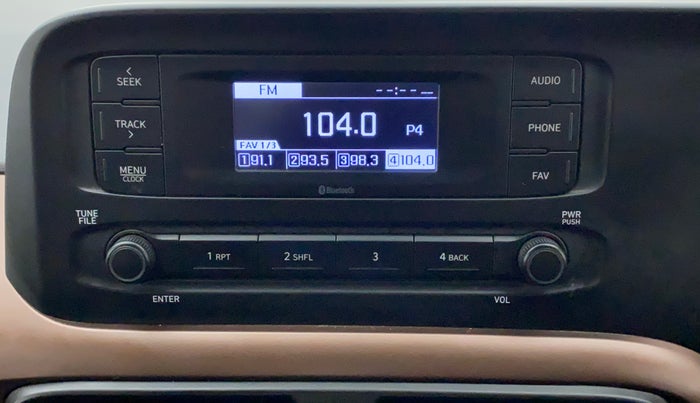 < SEEK
TRACK >
MENU
CLOCK
FM --:-- --
104.0 P4
FAV 1/3
1 91.1 2 93.5 3 98.3 4 104.0
Bluetooth
AUDIO
PHONE
FAV
TUNE
FILE
PWR
PUSH
1 RPT 2 SHFL 3 4 BACK
ENTER VOL